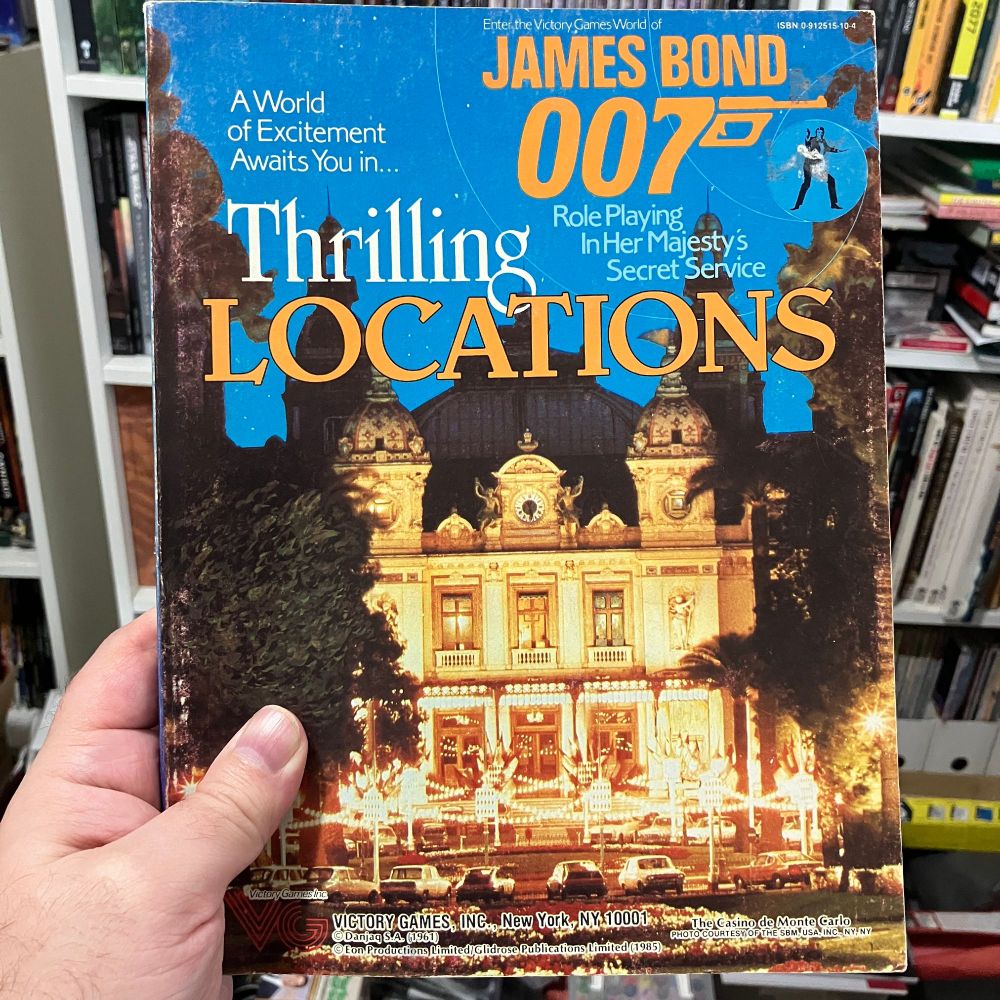 Enter the Victory Games World of
ISBN 0-912515-10-4
JAMES BOND
007
A World
of Excitement
Awaits You in...
Role Playing
In Her Majesty's
Secret Service
Thrilling
LOCATIONS
Victory Games Inc.
VG
VICTORY GAMES, INC., New York, NY 10001
© Danjaq S.A. (1961)
© Eon Productions Limited/Glidrose Publications Limited (1985)
The Casino de Monte Carlo
PHOTO COURTESY OF THE SBM, USA, INC., NY, NY
2077